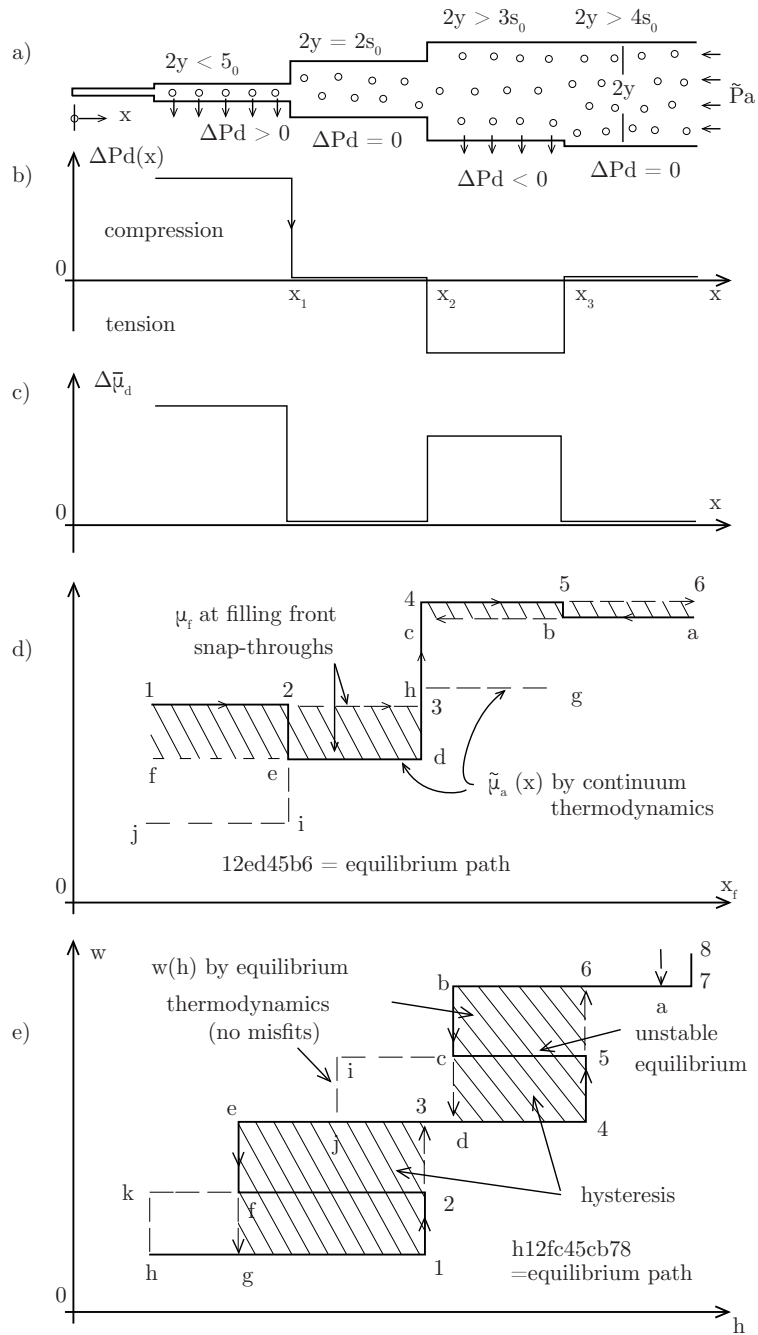 a)
2y < 5₀
2y = 2s₀
2y > 3s₀
2y > 4s₀
2y
P̃a
x
ΔPd > 0
ΔPd = 0
ΔPd < 0
ΔPd = 0
b)
ΔPd(x)
compression
0
x₁
x₂
x₃
x
tension
c)
Δμ̄_d
0
x
d)
μ_f at filling front
snap-throughs
4
5
6
c
b
a
1
2
h
3
g
f
e
d
μ̃ₐ (x) by continuum
thermodynamics
j
i
12ed45b6 = equilibrium path
0
x_f
e)
w
w(h) by equilibrium
thermodynamics
(no misfits)
b
6
8
7
a
unstable
equilibrium
i
c
5
e
3
j
d
4
k
f
2
hysteresis
h
g
1
h12fc45cb78
=equilibrium path
0
h